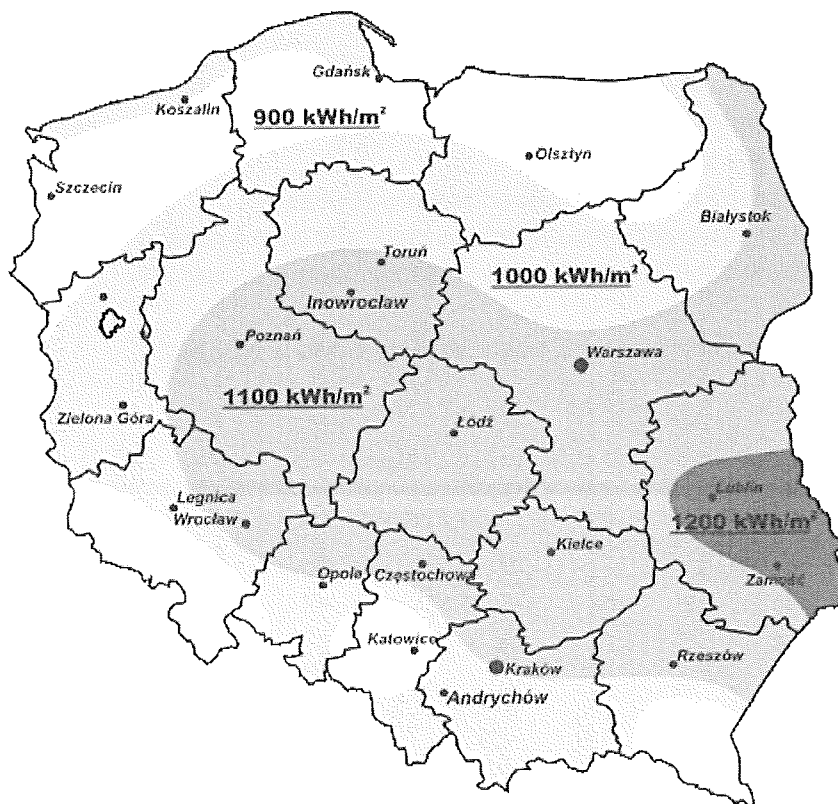 Gdańsk
Koszalin
900 kWh/m²
Olsztyn
Szczecin
Białystok
Toruń
1000 kWh/m²
Inowrocław
Poznań
Warszawa
1100 kWh/m²
Zielona Góra
Łodź
Lublin
Legnica
Wrocław
1200 kWh/m²
Kielce
Opole
Częstochowa
Zamość
Katowice
Kraków
Rzeszów
Andrychów